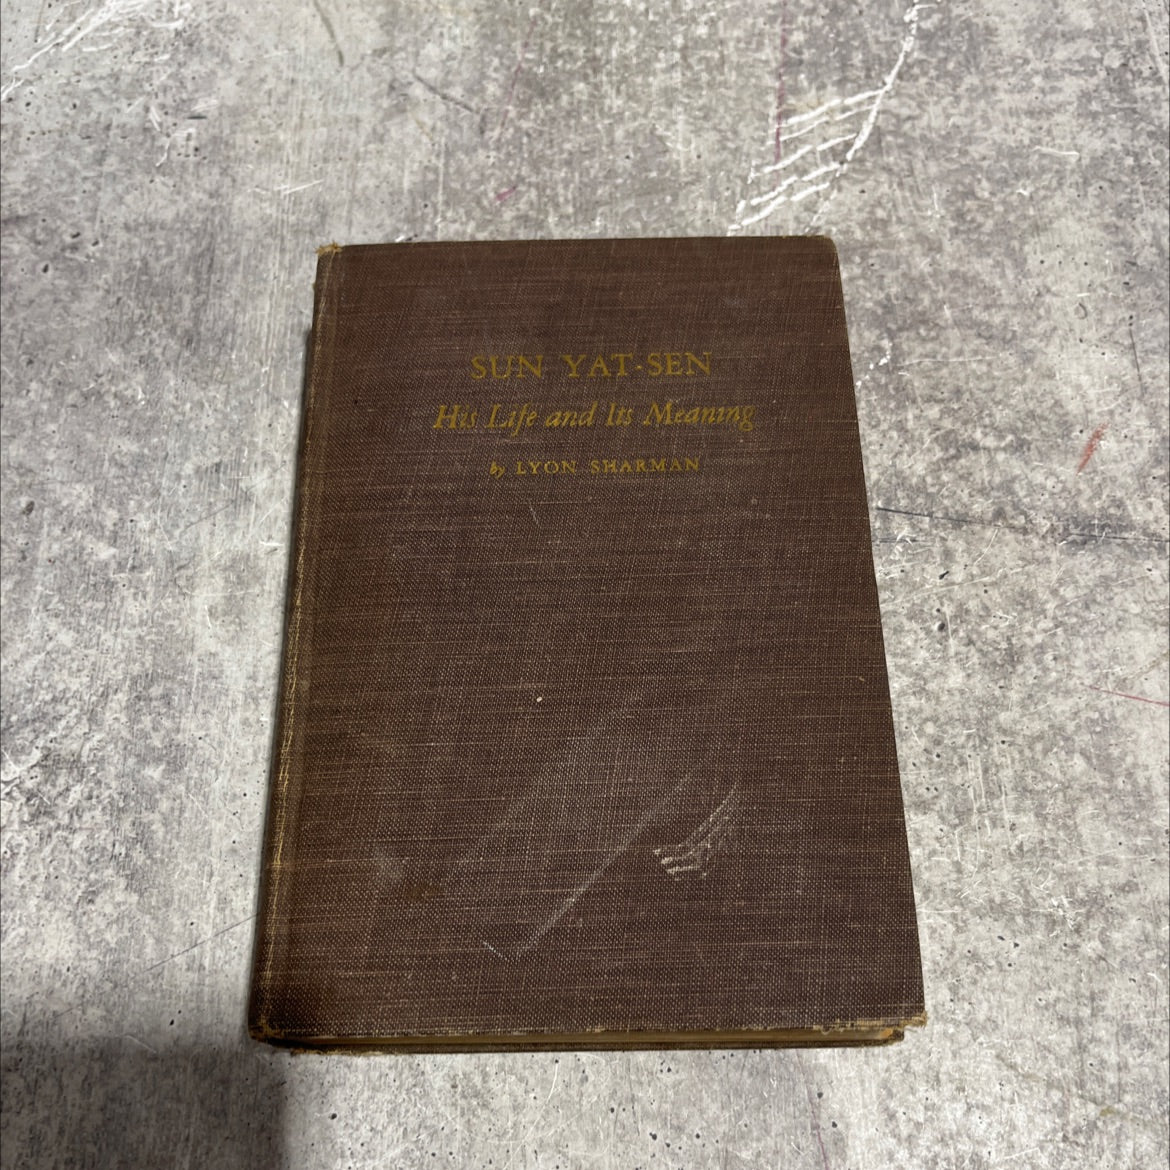 SUN YAT-SEN
His Life and Its Meaning
by LYON SHARMAN